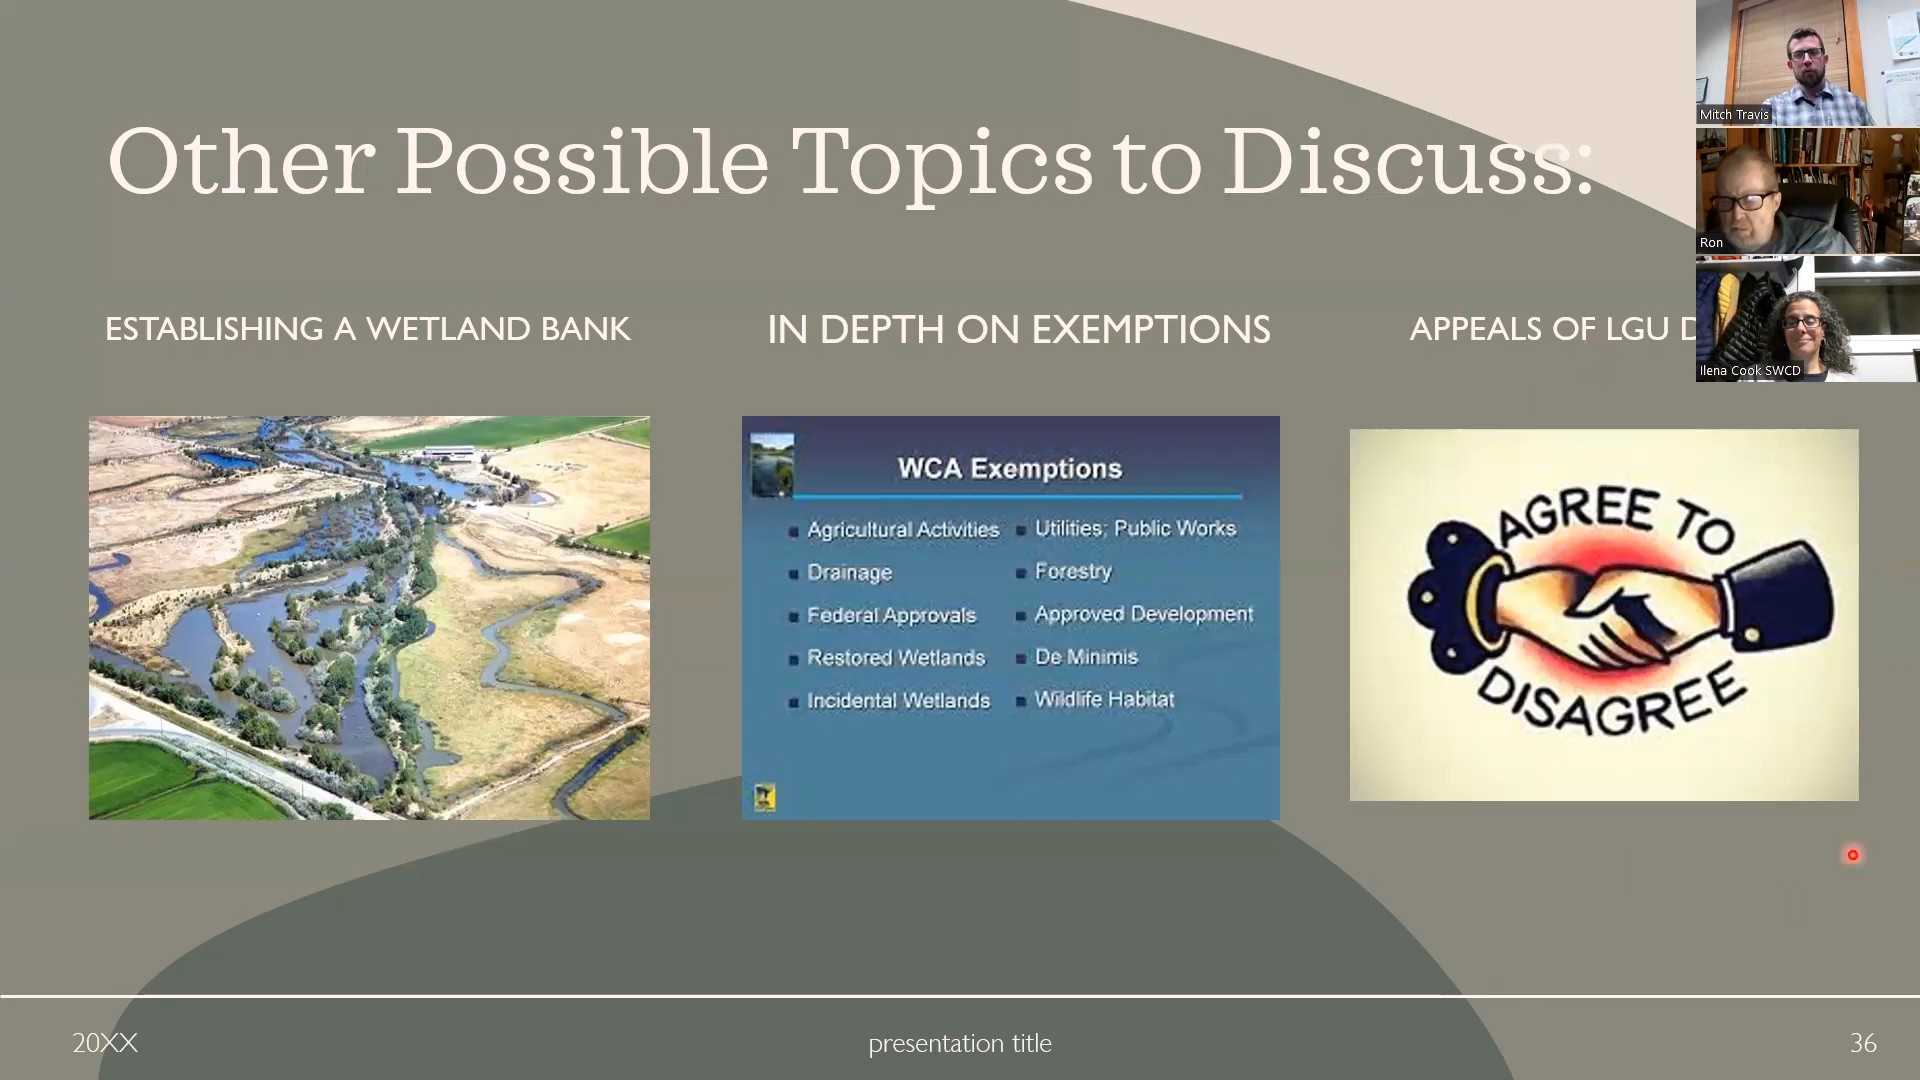 Other Possible Topics to Discuss:
Mitch Travis
Ron
Ilena Cook SWCD
ESTABLISHING A WETLAND BANK
IN DEPTH ON EXEMPTIONS
APPEALS OF LGU
WCA Exemptions
Agricultural Activities
Drainage
Federal Approvals
Restored Wetlands
Incidental Wetlands
Utilities; Public Works
Forestry
Approved Development
De Minimis
Wildlife Habitat
AGREE TO
DISAGREE
20XX
presentation title
36